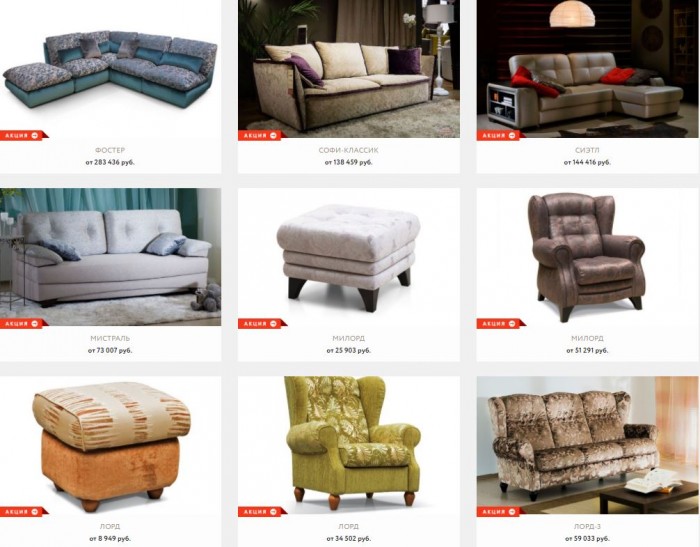 АКЦИЯ
АКЦИЯ
АКЦИЯ
ФОСТЕР
СОФИ-КЛАССИК
СИЭТЛ
от 283 436 руб.
от 138 459 руб.
от 144 416 руб.
АКЦИЯ
АКЦИЯ
АКЦИЯ
МИСТРАЛЬ
МИЛОРД
МИЛОРД
от 73 007 руб.
от 25 903 руб.
от 51 291 руб.
АКЦИЯ
АКЦИЯ
АКЦИЯ
ЛОРД
ЛОРД
ЛОРД-3
от 8 949 руб.
от 34 502 руб.
от 59 033 руб.